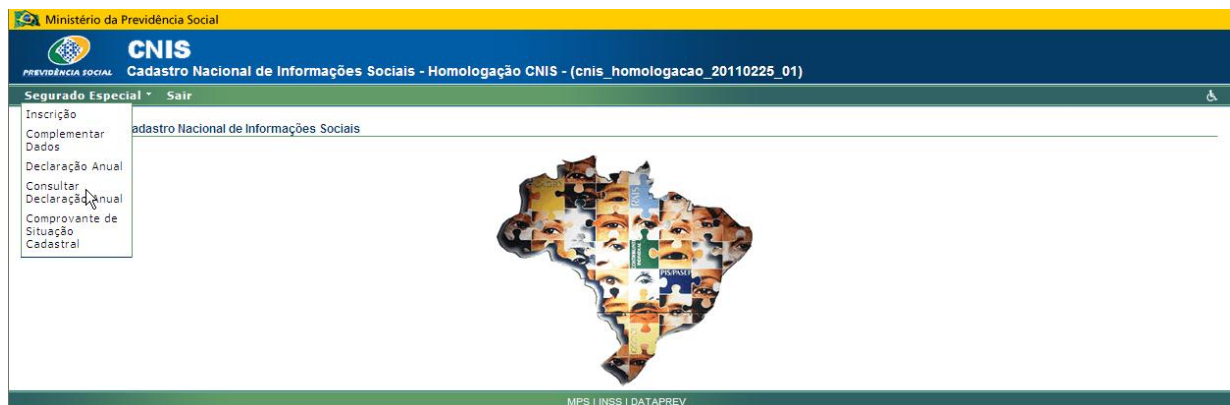 Ministério da Previdência Social
CNIS
PREVIDÊNCIA SOCIAL
Cadastro Nacional de Informações Sociais - Homologação CNIS - (cnis_homologacao_20110225_01)
Segurado Especial Sair
Inscrição
adastro Nacional de Informações Sociais
Complementar
Dados
Declaração Anual
Consultar
Declaração Anual
Comprovante de
Situação
Cadastral
RAIS
PIS/PASEP
MPS | INSS | DATAPREV